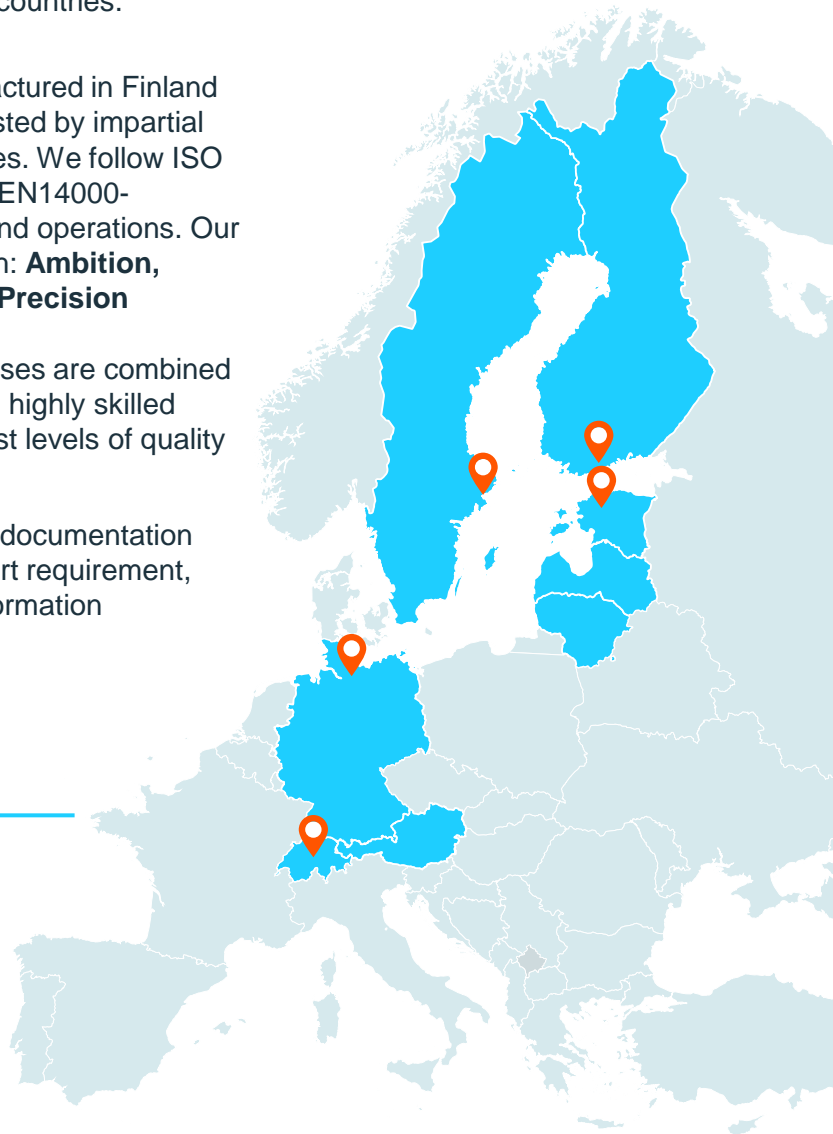 countries.
actured in Finland
sted by impartial
es. We follow ISO
EN14000-
nd operations. Our
n: Ambition,
Precision
ses are combined
highly skilled
st levels of quality
documentation
rt requirement,
ormation